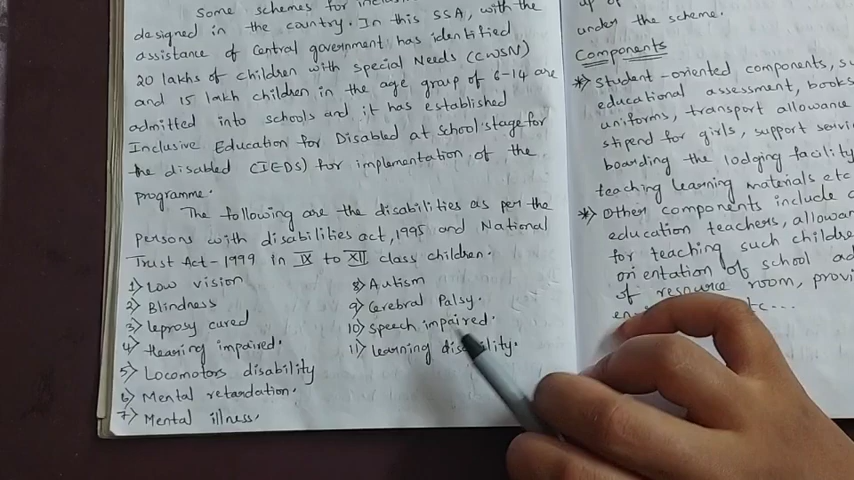 Some schemes for
designed in the country. In this SSA, with the
assistance of Central government has identified
20 lakhs of children with special Needs (CWSN)
and 15 lakh children in the age group of 6-14 are
admitted into schools and it has established
Inclusive Education for Disabled at school stage for
the disabled (IEDS) for implementation of the
programme.
The following are the disabilities as per the
Persons with disabilities act, 1995 and National
Trust Act - 1999 in IX to XII class children.
1) Low vision
2) Blindness
3) Leprosy cured
4) Hearing impaired.
5) Locomotors disability
6) Mental retardation.
7) Mental illness.
8) Autism
9) Cerebral Palsy.
10) Speech impaired.
11) Learning disability.
up of
under the scheme.
Components
*) Student-oriented components,
educational assessment, books
uniforms, transport allowance
stipend for girls, support
boarding the lodging facility
teaching learning materials etc
*) Other components include
education teachers,
for teaching such
orientation of school
of resource room,
etc...